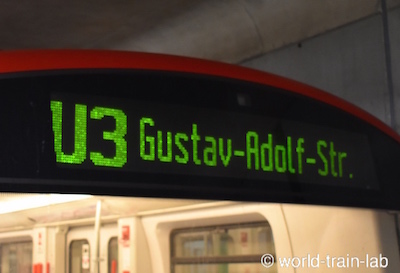 U3 Gustav-Adolf-Str.
© world-train-lab